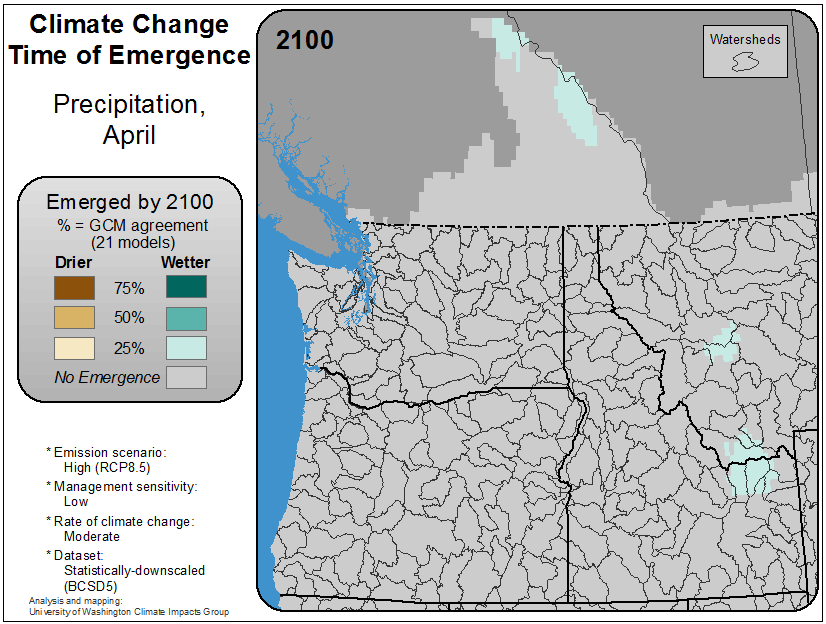 Climate Change
Time of Emergence
Precipitation,
April
Emerged by 2100
% = GCM agreement
(21 models)
Drier Wetter
75%
50%
25%
No Emergence
* Emission scenario:
High (RCP8.5)
* Management sensitivity:
Low
* Rate of climate change:
Moderate
* Dataset:
Statistically-downscaled
(BCSD5)
Analysis and mapping:
University of Washington Climate Impacts Group
2100
Watersheds